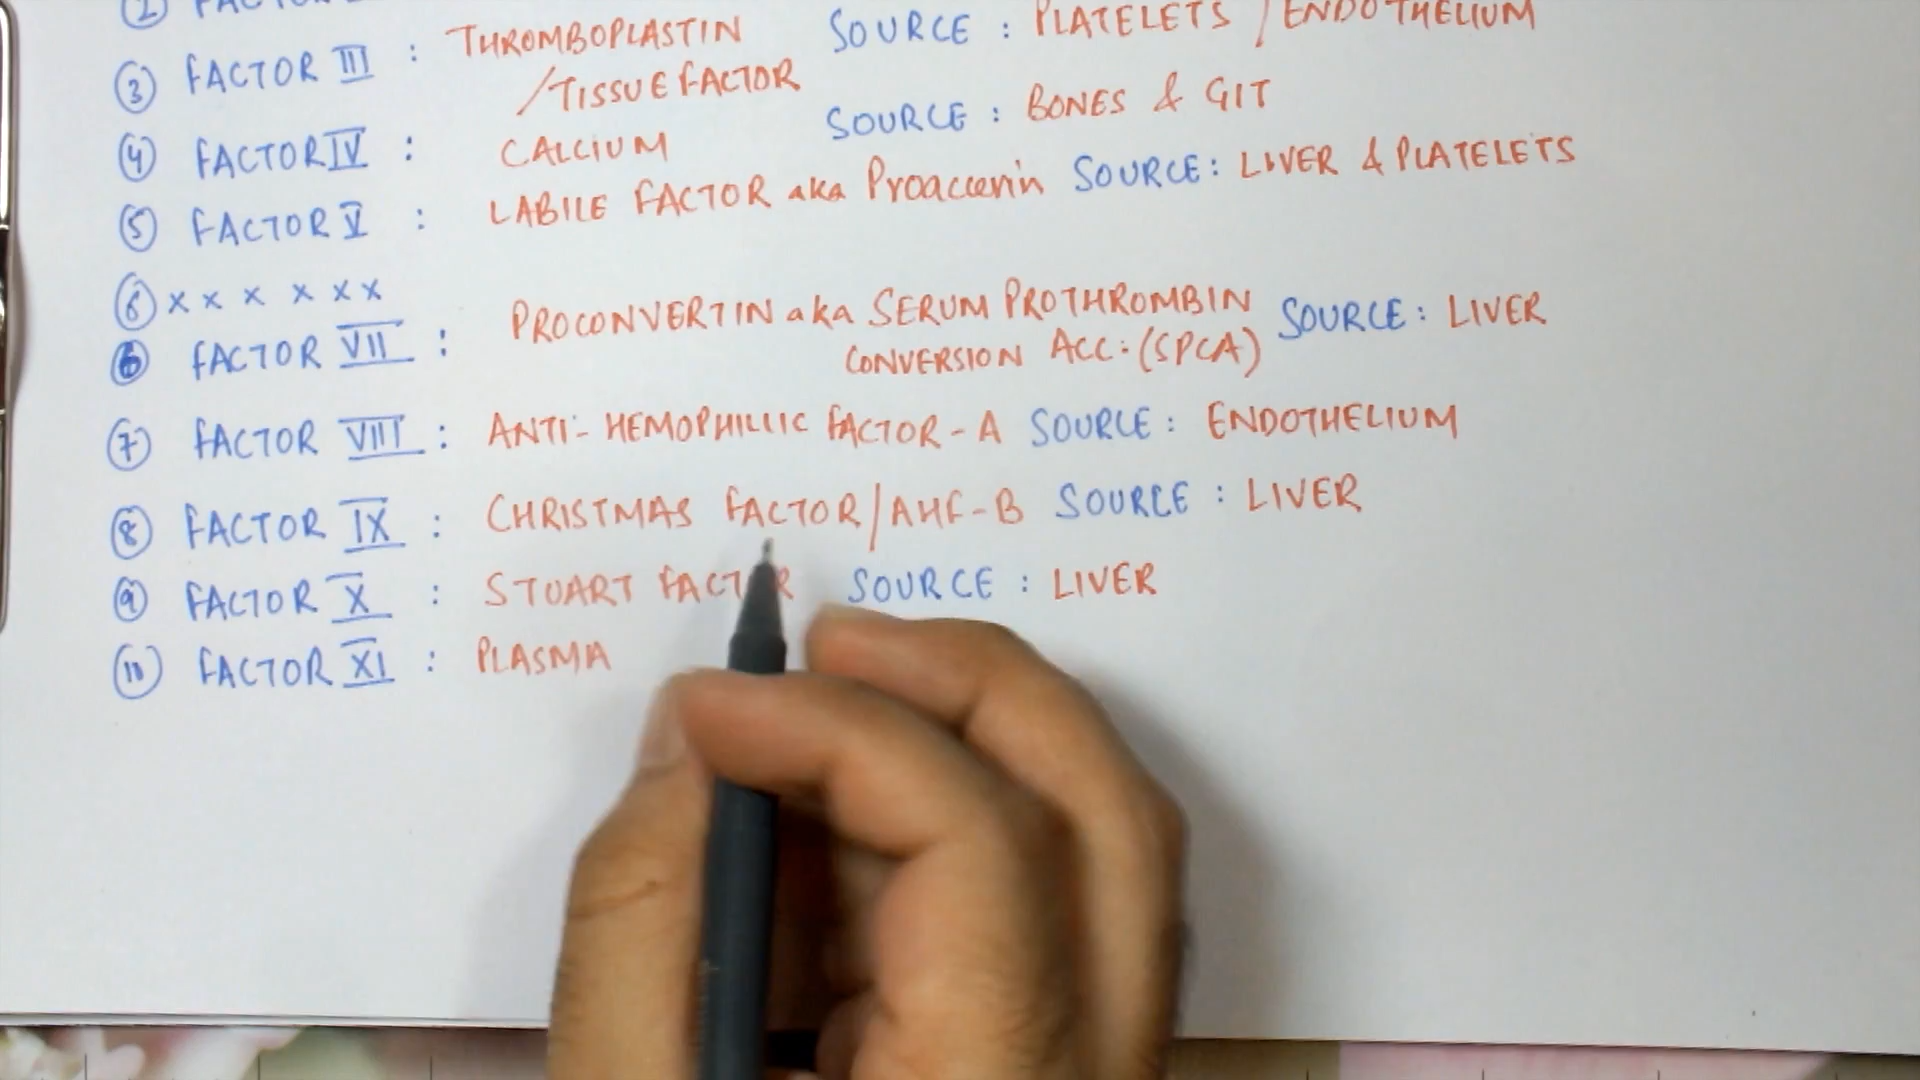 ② FACTOR
③ FACTOR III : THROMBOPLASTIN SOURCE : PLATELETS / ENDOTHELIUM
/TISSUE FACTOR
④ FACTOR IV : CALCIUM SOURCE : BONES & GIT
⑤ FACTOR V : LABILE FACTOR aka Proaccerin SOURCE : LIVER & PLATELETS
⑥ x x x x x x
⑥ FACTOR VII : PROCONVERTIN aka SERUM PROTHROMBIN SOURCE : LIVER
CONVERSION ACC. (SPCA)
⑦ FACTOR VIII : ANTI-HEMOPHILLIC FACTOR-A SOURCE : ENDOTHELIUM
⑧ FACTOR IX : CHRISTMAS FACTOR/AHF-B SOURCE : LIVER
⑨ FACTOR X : STUART FACTOR SOURCE : LIVER
⑩ FACTOR XI : PLASMA